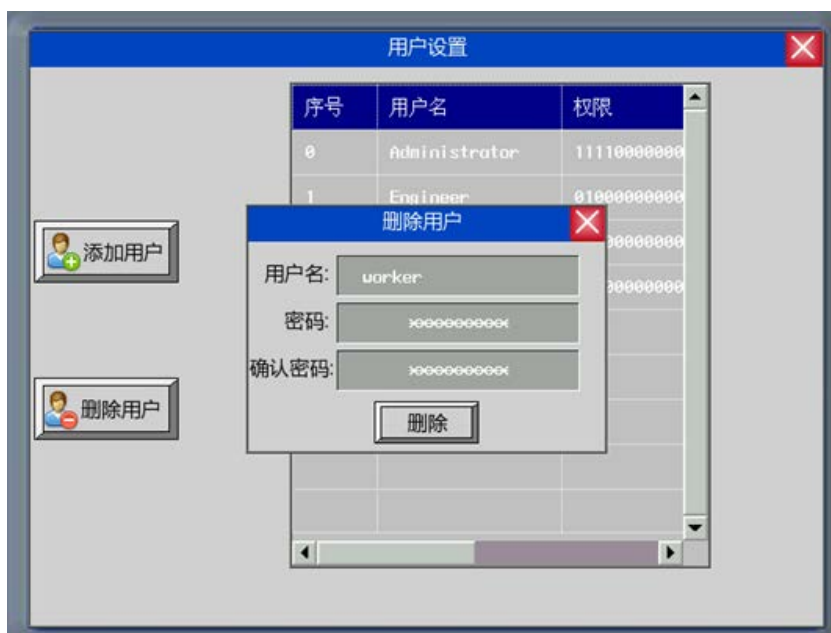 用户设置
序号 用户名 权限
0 Administrator 11110000000
1 Engineer 01000000000
添加用户
删除用户
删除用户
用户名: worker
密码: ***********
确认密码: ***********
删除